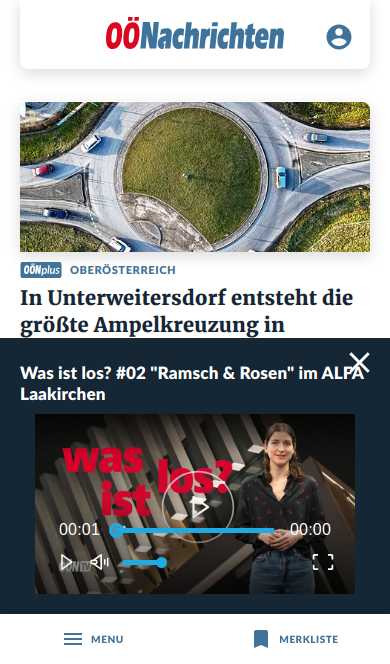 OÖNachrichten
OÖNplus OBERÖSTERREICH
In Unterweitersdorf entsteht die
größte Ampelkreuzung in
Was ist los? #02 "Ramsch & Rosen" im ALFA
Laakirchen
was
ist los?
00:01 00:00
MENU MERKLISTE